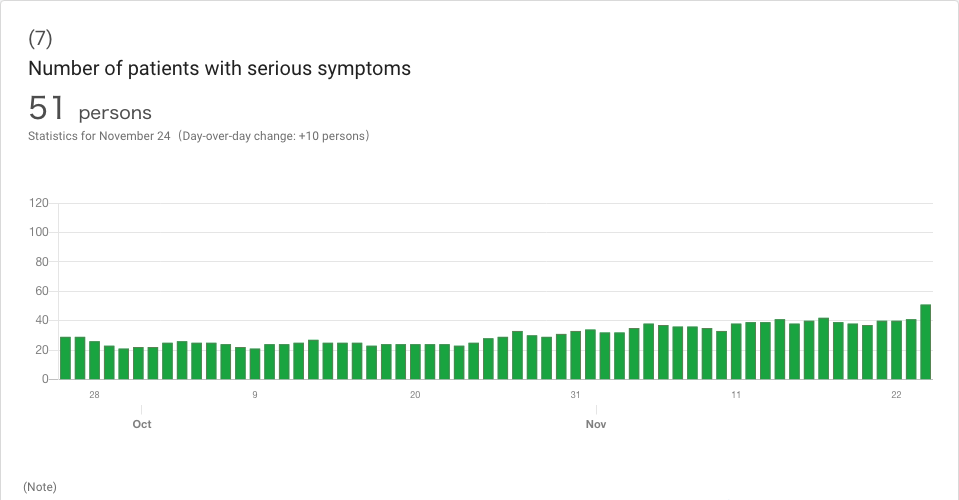 (7)
Number of patients with serious symptoms
51 persons
Statistics for November 24（Day-over-day change: +10 persons）
120
100
80
60
40
20
0
28 9 20 31 11 22
Oct Nov
(Note)